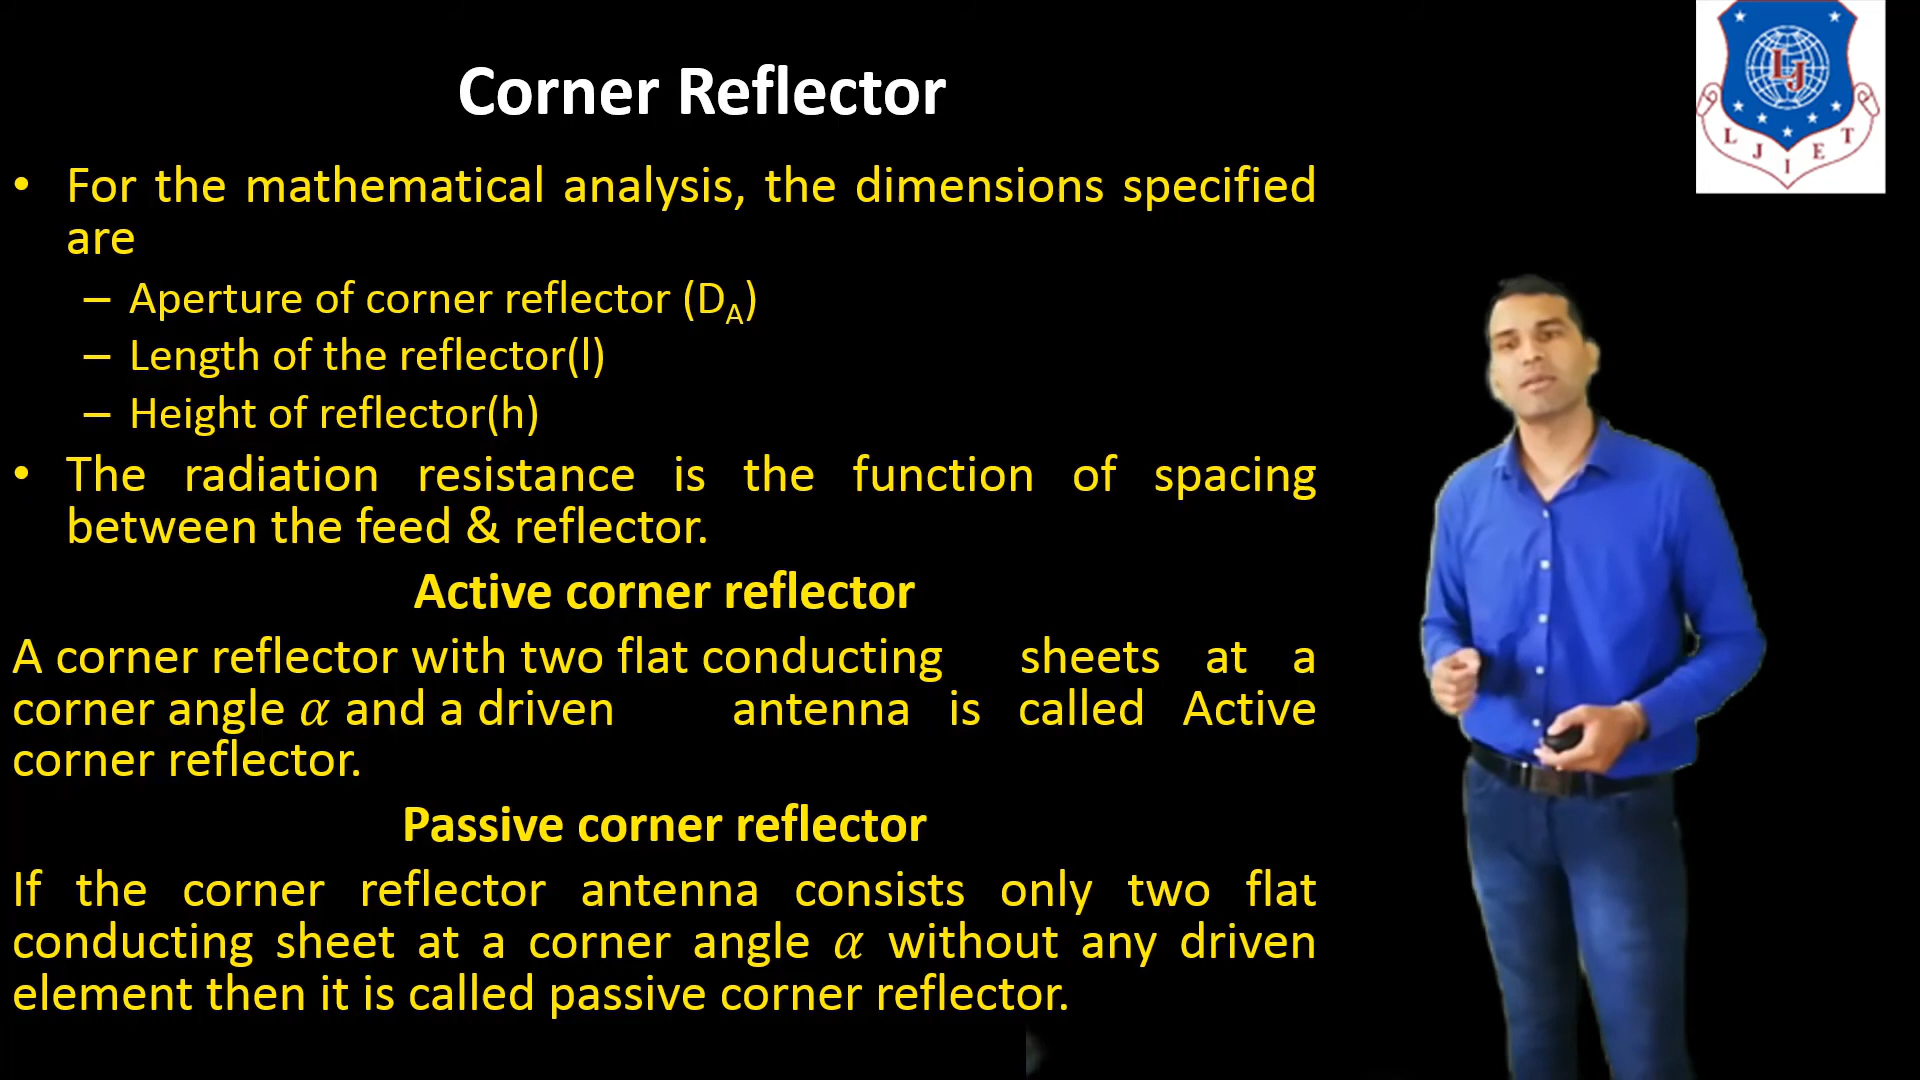 Corner Reflector
• For the mathematical analysis, the dimensions specified
are
– Aperture of corner reflector (D_A)
– Length of the reflector(l)
– Height of reflector(h)
• The radiation resistance is the function of spacing
between the feed & reflector.
Active corner reflector
A corner reflector with two flat conducting sheets at a
corner angle α and a driven antenna is called Active
corner reflector.
Passive corner reflector
If the corner reflector antenna consists only two flat
conducting sheet at a corner angle α without any driven
element then it is called passive corner reflector.
LJ
L J I E T